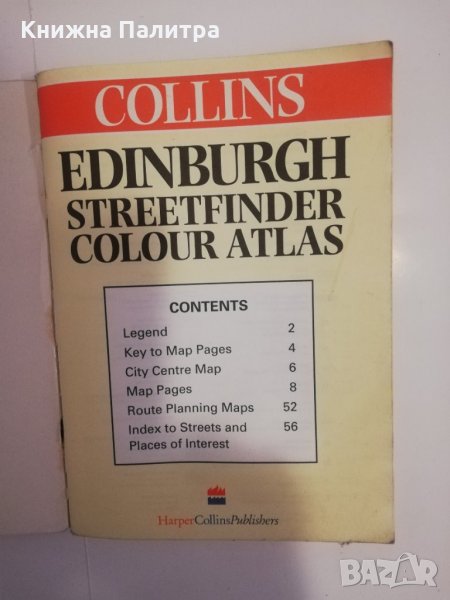 Книжна Палитра
COLLINS
EDINBURGH
STREETFINDER
COLOUR ATLAS
CONTENTS
Legend 2
Key to Map Pages 4
City Centre Map 6
Map Pages 8
Route Planning Maps 52
Index to Streets and 56
Places of Interest
HarperCollinsPublishers
BAZAR